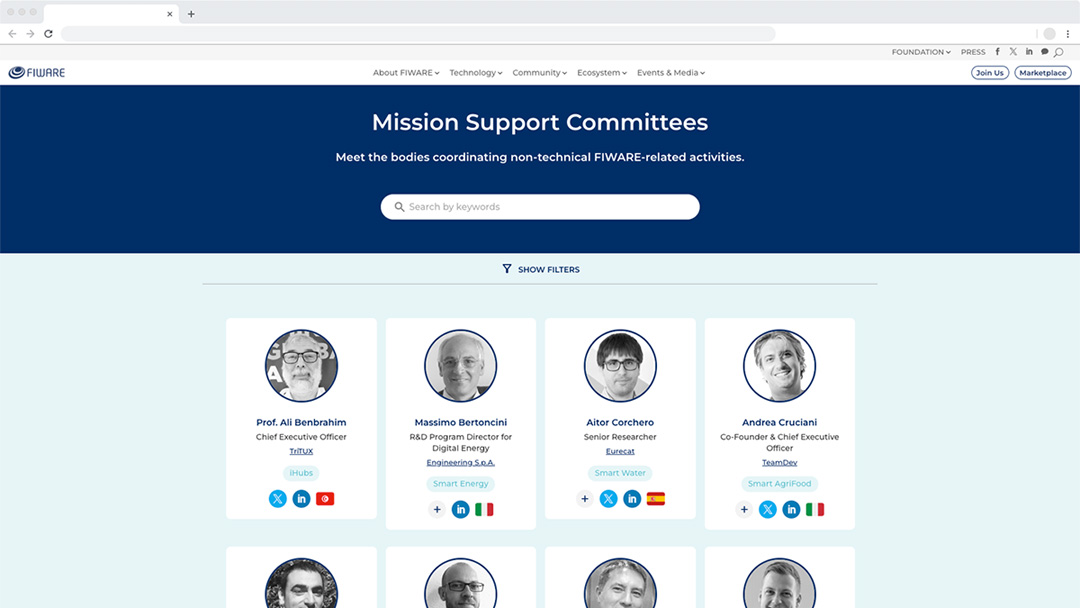 FOUNDATION PRESS
FIWARE
About FIWARE Technology Community Ecosystem Events & Media
Join Us Marketplace
Mission Support Committees
Meet the bodies coordinating non-technical FIWARE-related activities.
Search by keywords
SHOW FILTERS
Prof. Ali Benbrahim
Chief Executive Officer
TriTUX
iHubs
Massimo Bertoncini
R&D Program Director for
Digital Energy
Engineering S.p.A.
Smart Energy
Aitor Corchero
Senior Researcher
Eurecat
Smart Water
Andrea Cruciani
Co-Founder & Chief Executive
Officer
TeamDev
Smart AgriFood